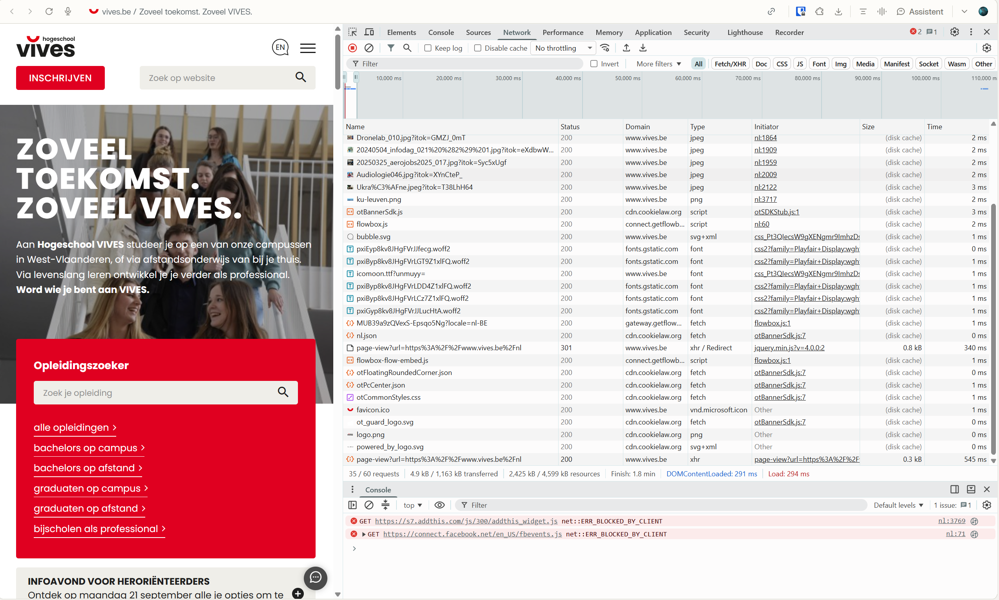 vives.be / Zoveel toekomst. Zoveel VIVES.
Assistent
hogeschool
vives
EN
INSCHRIJVEN
Zoek op website
ZOVEEL
TOEKOMST.
ZOVEEL VIVES.
Aan Hogeschool VIVES studeer je op een van onze campussen
in West-Vlaanderen, of via afstandsonderwijs van bij je thuis.
Via levenslang leren ontwikkel je je verder als professional.
Word wie je bent aan VIVES.
Opleidingszoeker
Zoek je opleiding
alle opleidingen
bachelors op campus
bachelors op afstand
graduaten op campus
graduaten op afstand
bijscholen als professional
INFOAVOND VOOR HERORIËNTEERDERS
Ontdek op maandag 21 september alle je opties om te
Elements Console Sources Network Performance Memory Application Security Lighthouse Recorder 2 1
Keep log Disable cache No throttling
Filter Invert More filters All Fetch/XHR Doc CSS JS Font Img Media Manifest Socket Wasm Other
10,000 ms 20,000 ms 30,000 ms 40,000 ms 50,000 ms 60,000 ms 70,000 ms 80,000 ms 90,000 ms 100,000 ms 110,000 m
Name Status Domain Type Initiator Size Time
Dronelab_010.jpg?itok=GMZJ_0mT 200 www.vives.be jpeg nl:1864 (disk cache) 2 ms
20240504_infodag_021%20%282%29%201.jpg?itok=eXdbwW... 200 www.vives.be jpeg nl:1909 (disk cache) 2 ms
20250325_aerojobs2025_017.jpg?itok=Syc5xUgf 200 www.vives.be jpeg nl:1959 (disk cache) 2 ms
Audiologie046.jpg?itok=XYnCteP_ 200 www.vives.be jpeg nl:2009 (disk cache) 2 ms
Ukra%C3%AFne.jpeg?itok=T38LhH64 200 www.vives.be jpeg nl:2122 (disk cache) 3 ms
ku-leuven.png 200 www.vives.be png nl:3717 (disk cache) 2 ms
otBannerSdk.js 200 cdn.cookielaw.org script otSDKStub.js:1 (disk cache) 3 ms
flowbox.js 200 connect.getflowb... script nl:60 (disk cache) 2 ms
bubble.svg 200 www.vives.be svg+xml css_Pt3QIecsW9gXENgmr9ImhzDs (disk cache) 1 ms
pxiEyp8kv8JHgFVrJJfecg.woff2 200 fonts.gstatic.com font css2?family=Playfair+Display:wgh (disk cache) 0 ms
pxiByp8kv8JHgFVrLGT9Z1xlFQ.woff2 200 fonts.gstatic.com font css2?family=Playfair+Display:wgh (disk cache) 1 ms
icomoon.ttf?unmuyy= 200 www.vives.be font css_Pt3QIecsW9gXENgmr9ImhzDs (disk cache) 1 ms
pxiByp8kv8JHgFVrLDD4Z1xlFQ.woff2 200 fonts.gstatic.com font css2?family=Playfair+Display:wgh (disk cache) 1 ms
pxiByp8kv8JHgFVrLCz7Z1xlFQ.woff2 200 fonts.gstatic.com font css2?family=Playfair+Display:wgh (disk cache) 1 ms
pxiGyp8kv8JHgFVrJJLucHtA.woff2 200 fonts.gstatic.com font css2?family=Playfair+Display:wgh (disk cache) 1 ms
MUB39a9zQVexS-Epsqo5Ng?locale=nl-BE 200 gateway.getflow... fetch flowbox.js:1 (disk cache) 1 ms
nl.json 200 cdn.cookielaw.org fetch otBannerSdk.js:7 (disk cache) 0 ms
page-view?url=https%3A%2F%2Fwww.vives.be%2Fnl 301 www.vives.be xhr / Redirect jquery.min.js?v=4.0.0:2 0.8 kB 340 ms
flowbox-flow-embed.js 200 connect.getflowb... script flowbox.js:1 (disk cache) 1 ms
otFloatingRoundedCorner.json 200 cdn.cookielaw.org fetch otBannerSdk.js:7 (disk cache) 0 ms
otPcCenter.json 200 cdn.cookielaw.org fetch otBannerSdk.js:7 (disk cache) 1 ms
otCommonStyles.css 200 cdn.cookielaw.org fetch otBannerSdk.js:7 (disk cache) 1 ms
favicon.ico 200 www.vives.be vnd.microsoft.icon Other (disk cache) 1 ms
ot_guard_logo.svg 200 cdn.cookielaw.org fetch otBannerSdk.js:7 (disk cache) 0 ms
logo.png 200 cdn.cookielaw.org png Other (disk cache) 0 ms
powered_by_logo.svg 200 cdn.cookielaw.org svg+xml Other (disk cache) 0 ms
page-view?url=https%3A%2F%2Fwww.vives.be%2Fnl 200 www.vives.be xhr page-view?url=https%3A%2F%2F 0.3 kB 545 ms
35 / 60 requests 4.9 kB / 1,163 kB transferred 2,425 kB / 4,599 kB resources Finish: 1.8 min DOMContentLoaded: 291 ms Load: 294 ms
Console
top Filter Default levels 1 issue: 1
GET https://s7.addthis.com/js/300/addthis_widget.js net::ERR_BLOCKED_BY_CLIENT nl:3769
GET https://connect.facebook.net/en_US/fbevents.js net::ERR_BLOCKED_BY_CLIENT nl:71